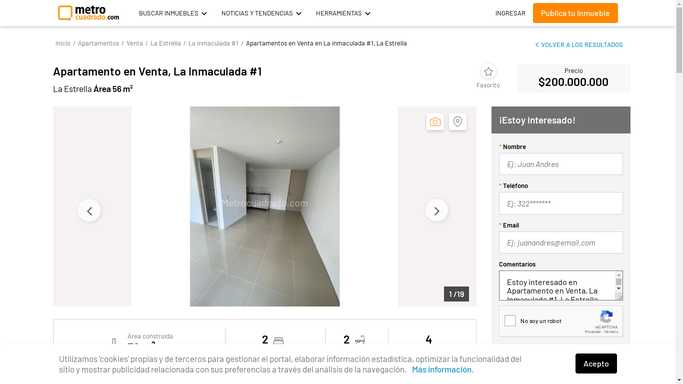 metro
cuadrado.com
BUSCAR INMUEBLES
NOTICIAS Y TENDENCIAS
HERRAMIENTAS
INGRESAR
Publica tu Inmueble
Inicio / Apartamentos / Venta / La Estrella / La Inmaculada #1 / Apartamentos en Venta en La Inmaculada #1, La Estrella
VOLVER A LOS RESULTADOS
Apartamento en Venta, La Inmaculada #1
La Estrella Área 56 m²
Favorito
Precio
$200.000.000
Metrocuadrado.com
1 /19
¡Estoy Interesado!
* Nombre
Ej: Juan Andres
* Teléfono
Ej: 322*******
* Email
Ej: juanandres@email.com
Comentarios
Estoy interesado en
Apartamento en Venta, La
Inmaculada #1, La Estrella
No soy un robot
reCAPTCHA
Privacidad - Términos
Área construida
2
2
4
Utilizamos 'cookies' propias y de terceros para gestionar el portal, elaborar información estadística, optimizar la funcionalidad del
sitio y mostrar publicidad relacionada con sus preferencias a través del análisis de la navegación. Más información.
Acepto